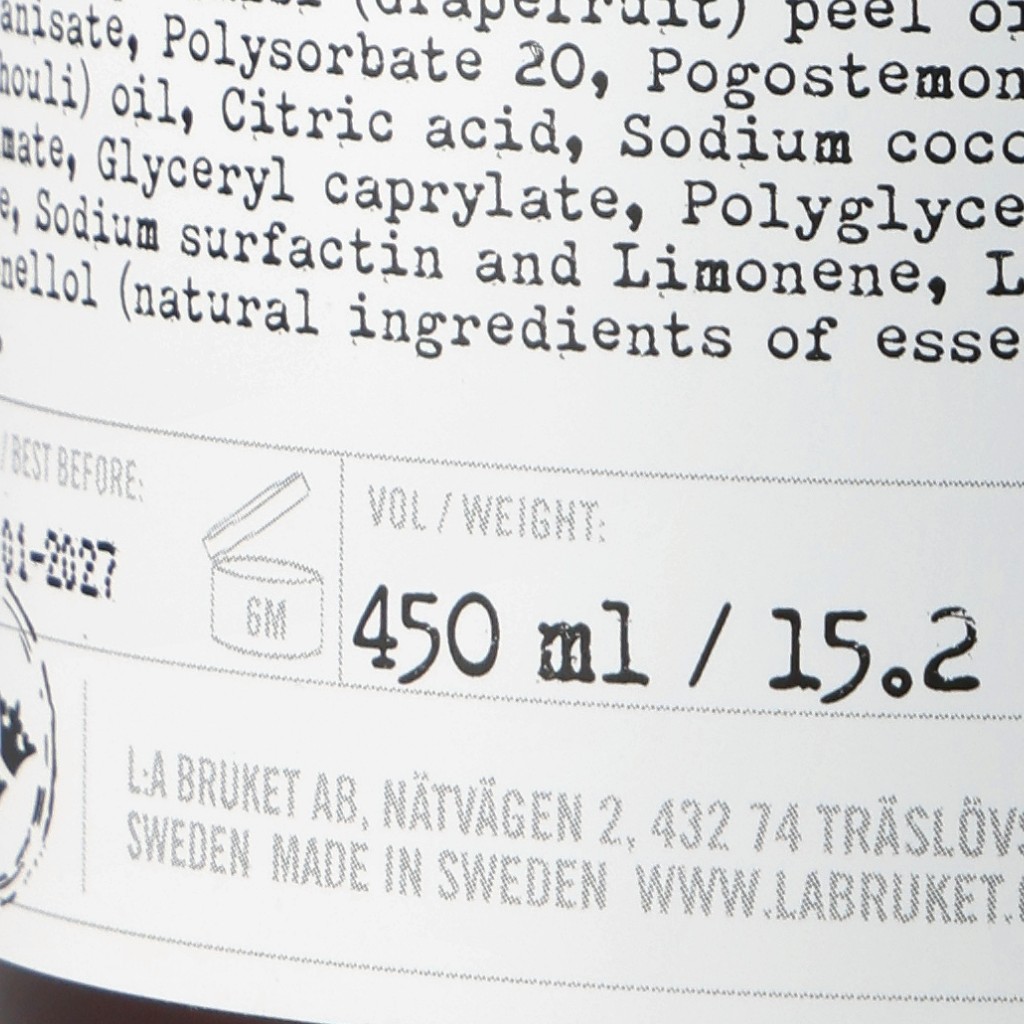 (Grapefruit) peel
anisate, Polysorbate 20, Pogostemon
houli) oil, Citric acid, Sodium coco
mate, Glyceryl caprylate, Polyglyce
e, Sodium surfactin and Limonene, L
nellol (natural ingredients of esse
/ BEST BEFORE:
01-2027
6M
VOL / WEIGHT:
450 ml / 15.2
L:A BRUKET AB, NÄTVÄGEN 2, 432 74 TRÄSLÖVS
SWEDEN MADE IN SWEDEN WWW.LABRUKET.